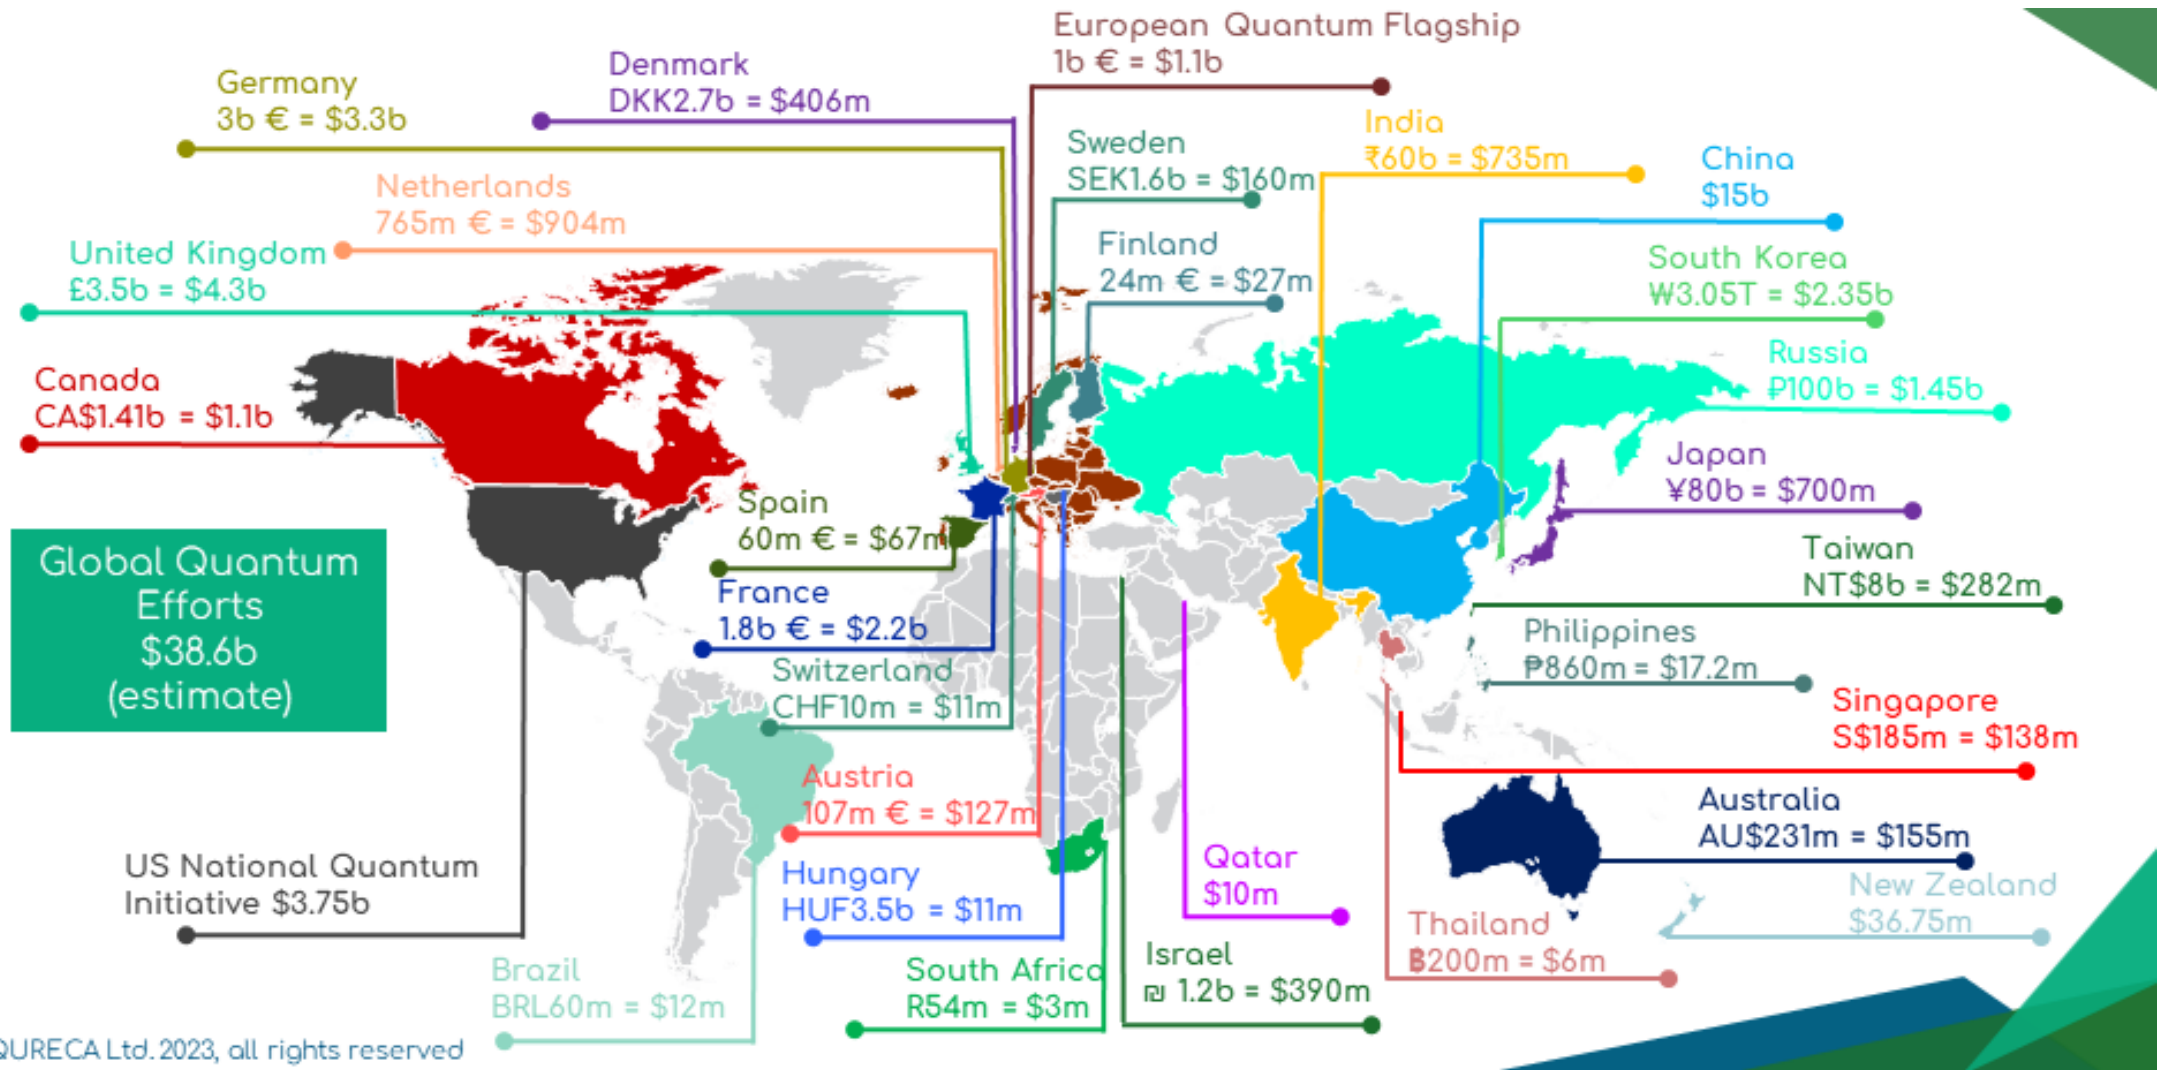 European Quantum Flagship
1b € = $1.1b
Denmark
DKK2.7b = $406m
Germany
3b € = $3.3b
India
₹60b = $735m
Sweden
SEK1.6b = $160m
China
$15b
Netherlands
765m € = $904m
United Kingdom
£3.5b = $4.3b
Finland
24m € = $27m
South Korea
₩3.05T = $2.35b
Russia
₽100b = $1.45b
Canada
CA$1.41b = $1.1b
Japan
¥80b = $700m
Spain
60m € = $67m
Global Quantum
Efforts
$38.6b
(estimate)
Taiwan
NT$8b = $282m
France
1.8b € = $2.2b
Philippines
₱860m = $17.2m
Switzerland
CHF10m = $11m
Singapore
S$185m = $138m
Austria
107m € = $127m
Australia
AU$231m = $155m
US National Quantum
Initiative $3.75b
Hungary
HUF3.5b = $11m
Qatar
$10m
New Zealand
$36.75m
Thailand
฿200m = $6m
Brazil
BRL60m = $12m
South Africa
R54m = $3m
Israel
₪ 1.2b = $390m
QURECA Ltd. 2023, all rights reserved